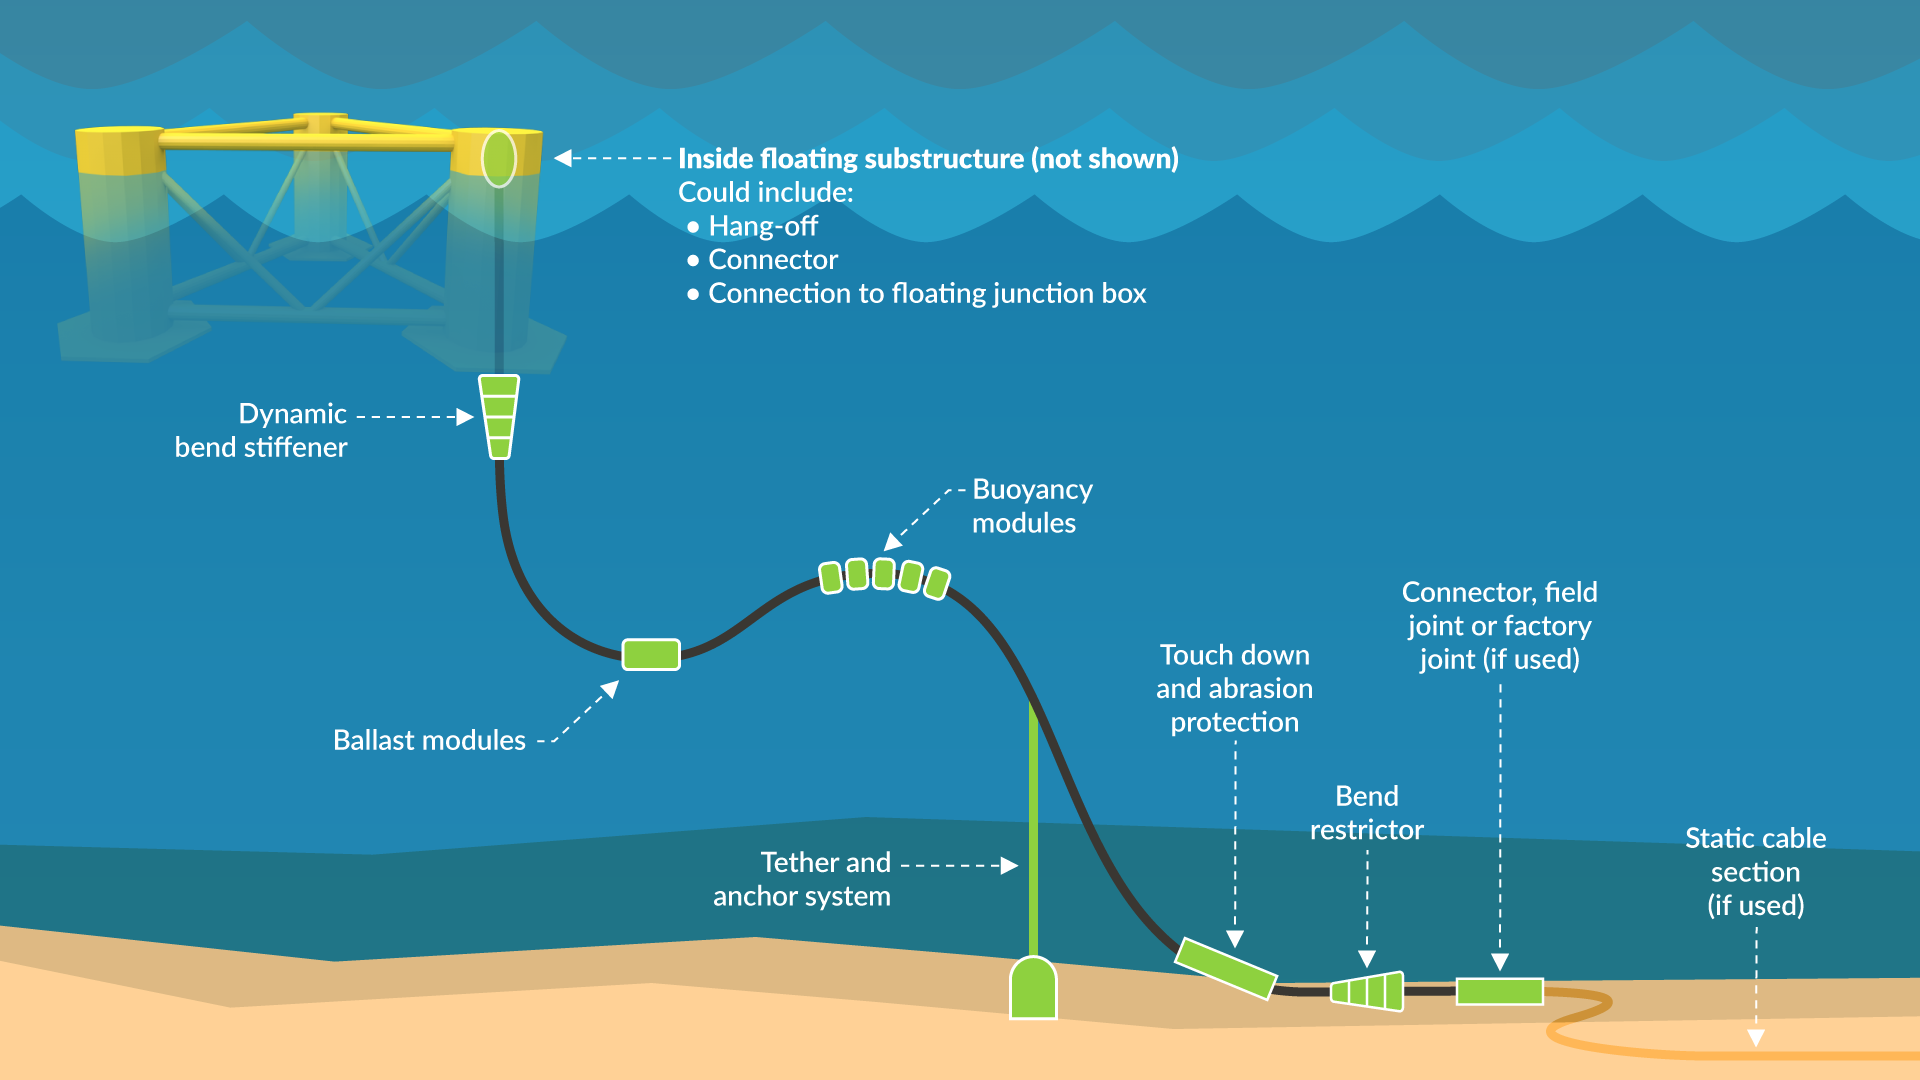 Inside floating substructure (not shown)
Could include:
• Hang-off
• Connector
• Connection to floating junction box
Dynamic
bend stiffener
Buoyancy
modules
Ballast modules
Connector, field
joint or factory
joint (if used)
Touch down
and abrasion
protection
Bend
restrictor
Static cable
section
(if used)
Tether and
anchor system